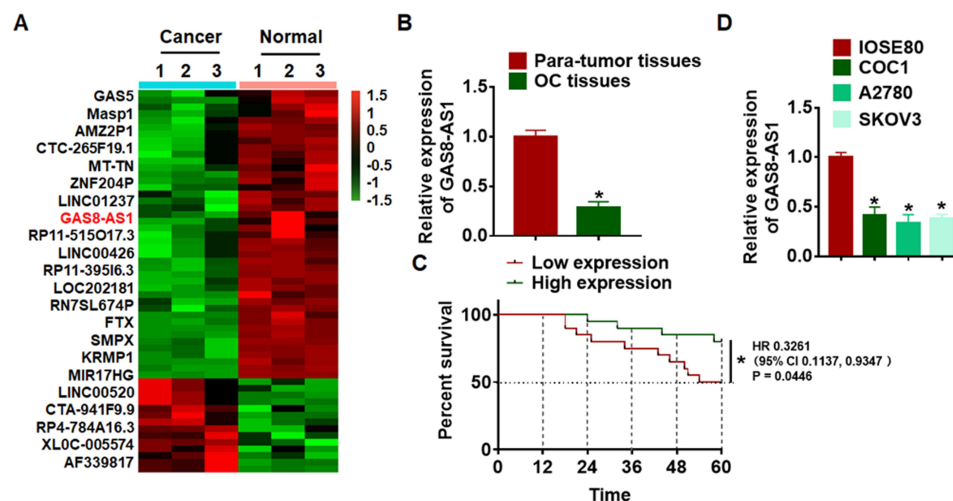 A
Cancer
Normal
1 2 3 1 2 3
GAS5
Masp1
AMZ2P1
CTC-265F19.1
MT-TN
ZNF204P
LINC01237
GAS8-AS1
RP11-515O17.3
LINC00426
RP11-395I6.3
LOC202181
RN7SL674P
FTX
SMPX
KRMP1
MIR17HG
LINC00520
CTA-941F9.9
RP4-784A16.3
XL0C-005574
AF339817
1.5
1
0.5
0
-0.5
-1
-1.5
B
Para-tumor tissues
OC tissues
Relative expression
of GAS8-AS1
1.5
1.0
0.5
0.0
*
C
Low expression
High expression
Percent survival
100
50
0
0 12 24 36 48 60
Time
*
HR 0.3261
(95% CI 0.1137, 0.9347)
P = 0.0446
D
IOSE80
COC1
A2780
SKOV3
Relative expression
of GAS8-AS1
1.5
1.0
0.5
0.0
* * *